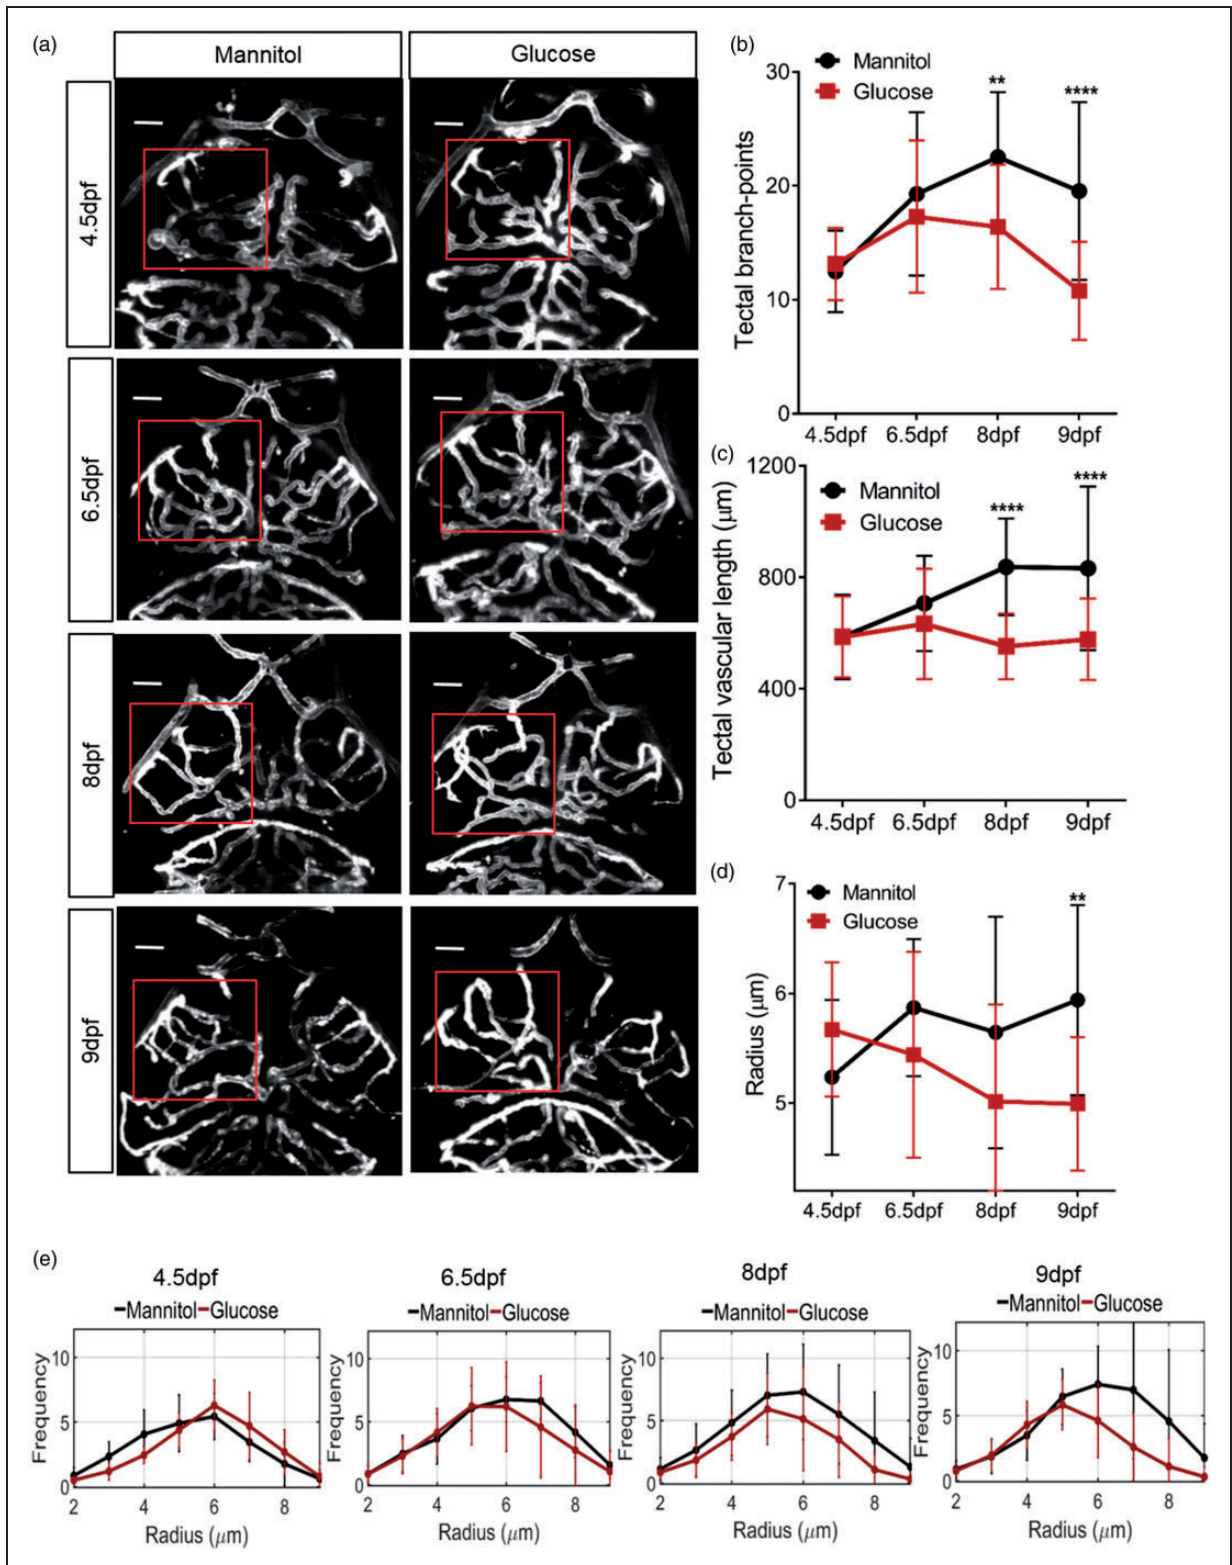 (a)
Mannitol
Glucose
4.5dpf
6.5dpf
8dpf
9dpf
(b)
Mannitol
Glucose
Tectal branch-points
30
20
10
0
**
****
4.5dpf 6.5dpf 8dpf 9dpf
(c)
Mannitol
Glucose
Tectal vascular length (μm)
1200
800
400
0
****
****
4.5dpf 6.5dpf 8dpf 9dpf
(d)
Mannitol
Glucose
Radius (μm)
7
6
5
**
4.5dpf 6.5dpf 8dpf 9dpf
(e)
4.5dpf
Mannitol Glucose
Frequency
10
5
0
2 4 6 8
Radius (μm)
6.5dpf
Mannitol Glucose
Frequency
10
5
0
2 4 6 8
Radius (μm)
8dpf
Mannitol Glucose
Frequency
10
5
0
2 4 6 8
Radius (μm)
9dpf
Mannitol Glucose
Frequency
10
5
0
2 4 6 8
Radius (μm)